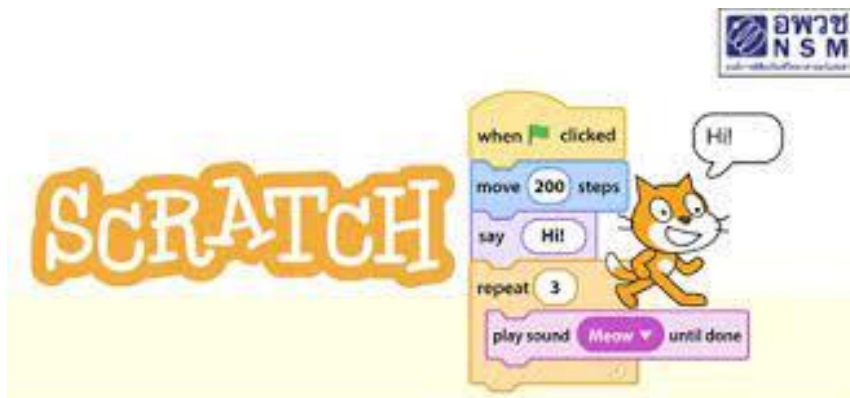 อพวช
NSM
SCRATCH
when clicked
move 200 steps
say Hi!
repeat 3
play sound Meow until done
Hi!